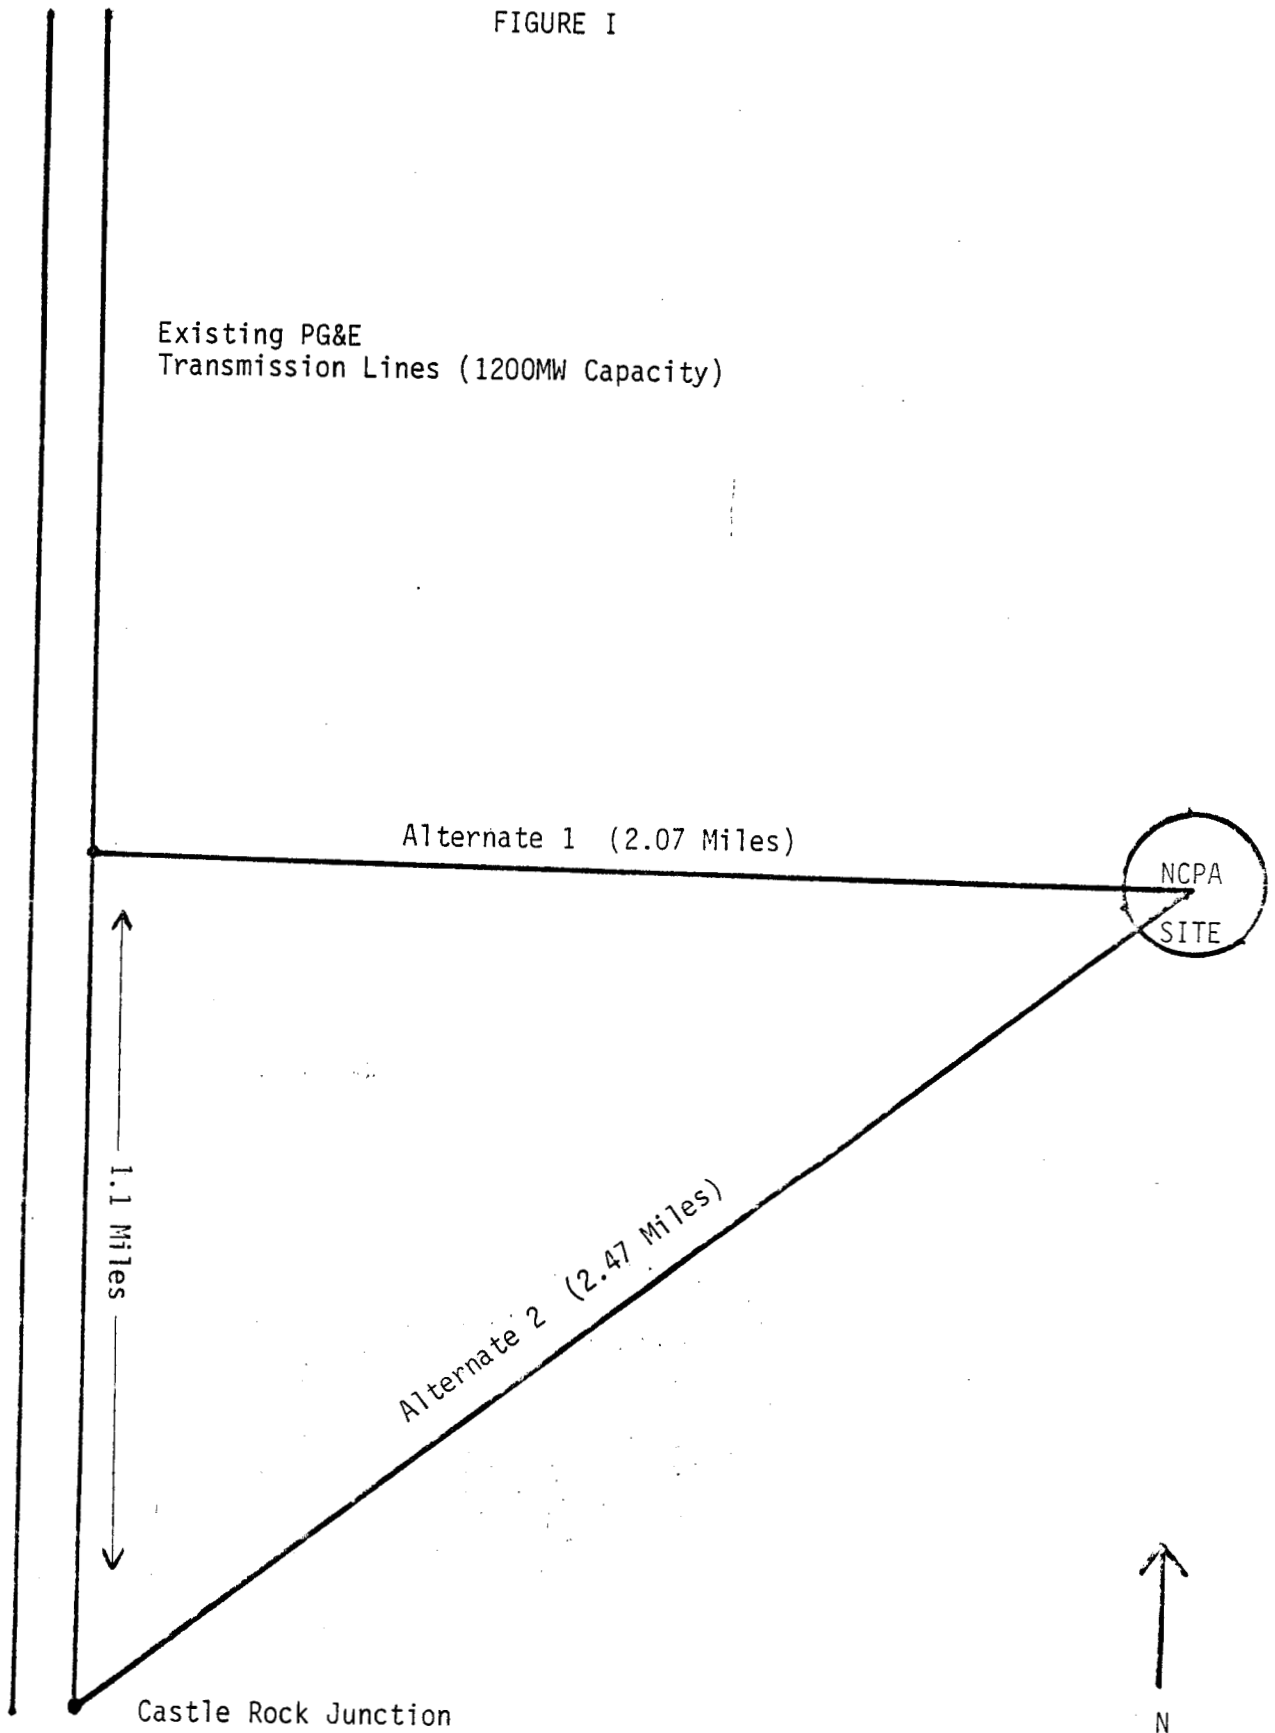 FIGURE I
Existing PG&E
Transmission Lines (1200MW Capacity)
Alternate 1 (2.07 Miles)
NCPA
SITE
1.1 Miles
Alternate 2 (2.47 Miles)
Castle Rock Junction
N